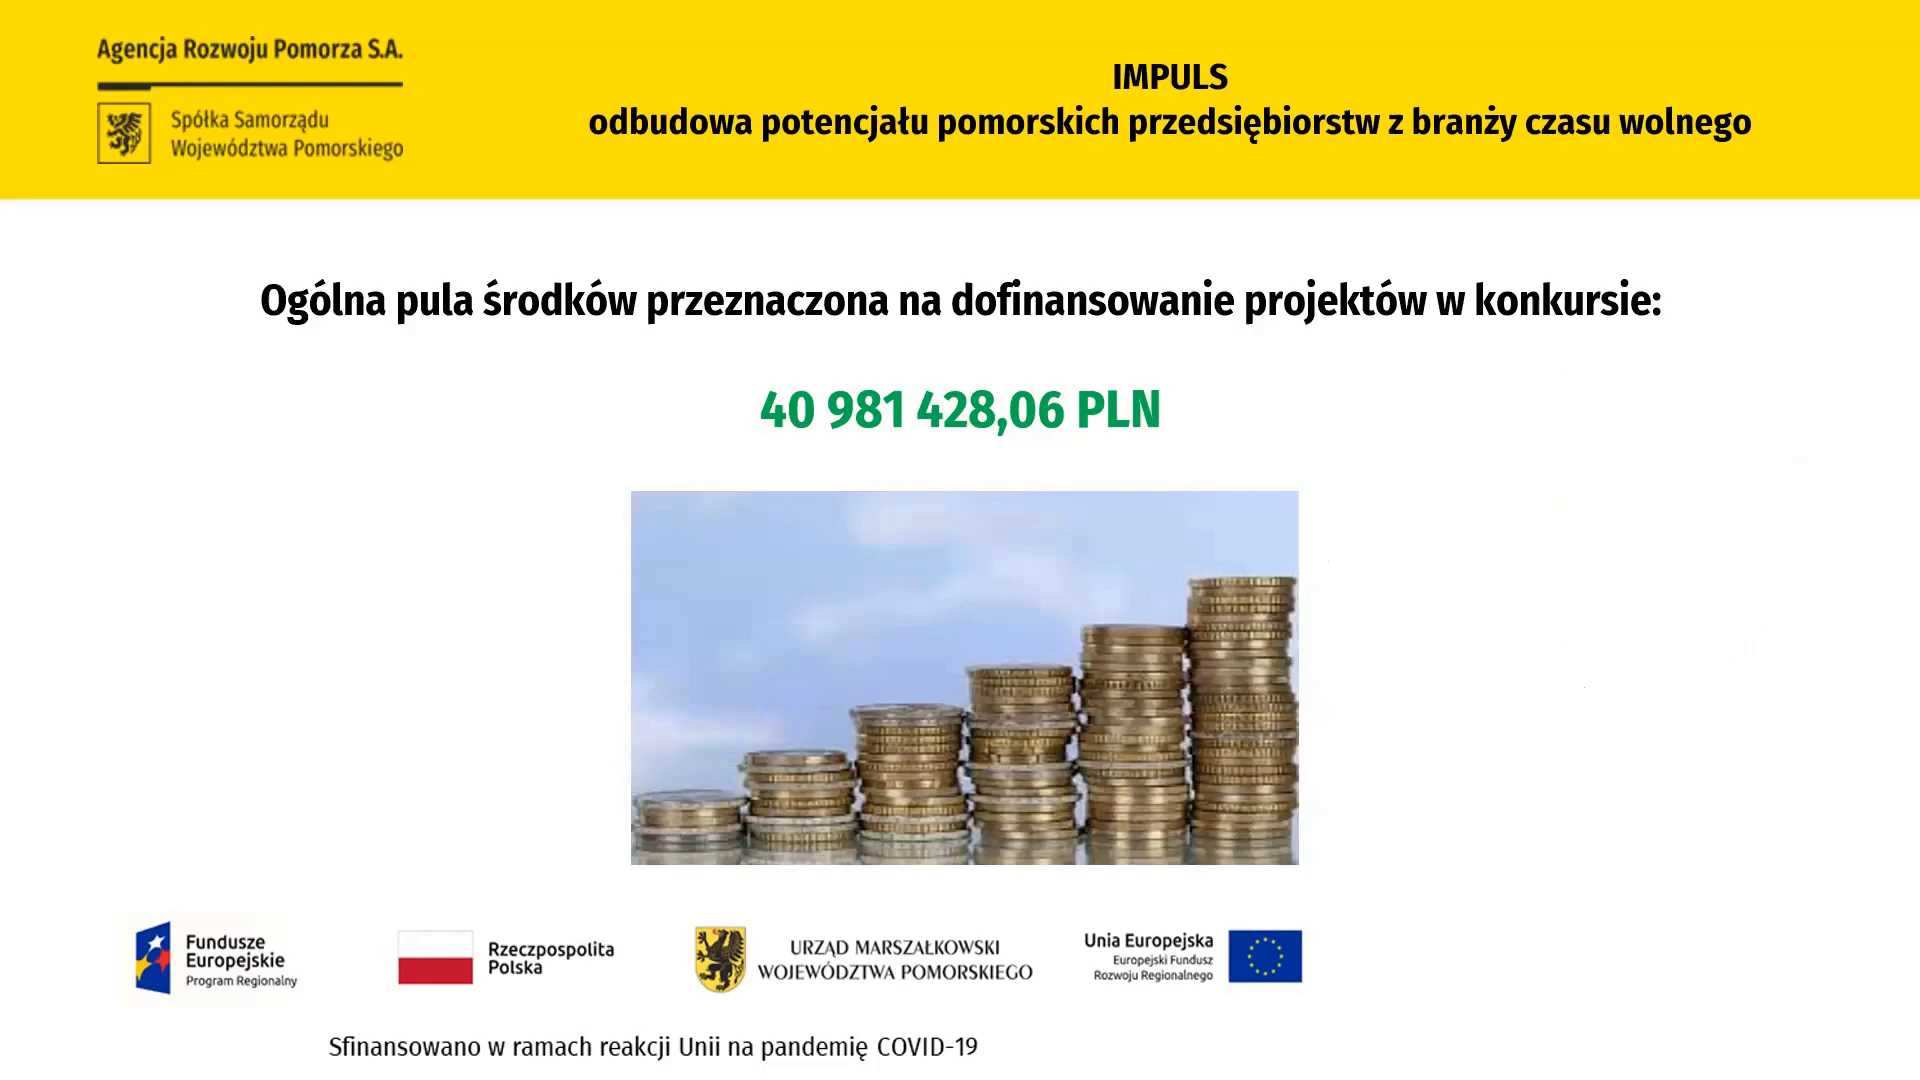 Agencja Rozwoju Pomorza S.A.
Spółka Samorządu
Województwa Pomorskiego
IMPULS
odbudowa potencjału pomorskich przedsiębiorstw z branży czasu wolnego
Ogólna pula środków przeznaczona na dofinansowanie projektów w konkursie:
40 981 428,06 PLN
Fundusze
Europejskie
Program Regionalny
Rzeczpospolita
Polska
URZĄD MARSZAŁKOWSKI
WOJEWÓDZTWA POMORSKIEGO
Unia Europejska
Europejski Fundusz
Rozwoju Regionalnego
Sfinansowano w ramach reakcji Unii na pandemię COVID-19